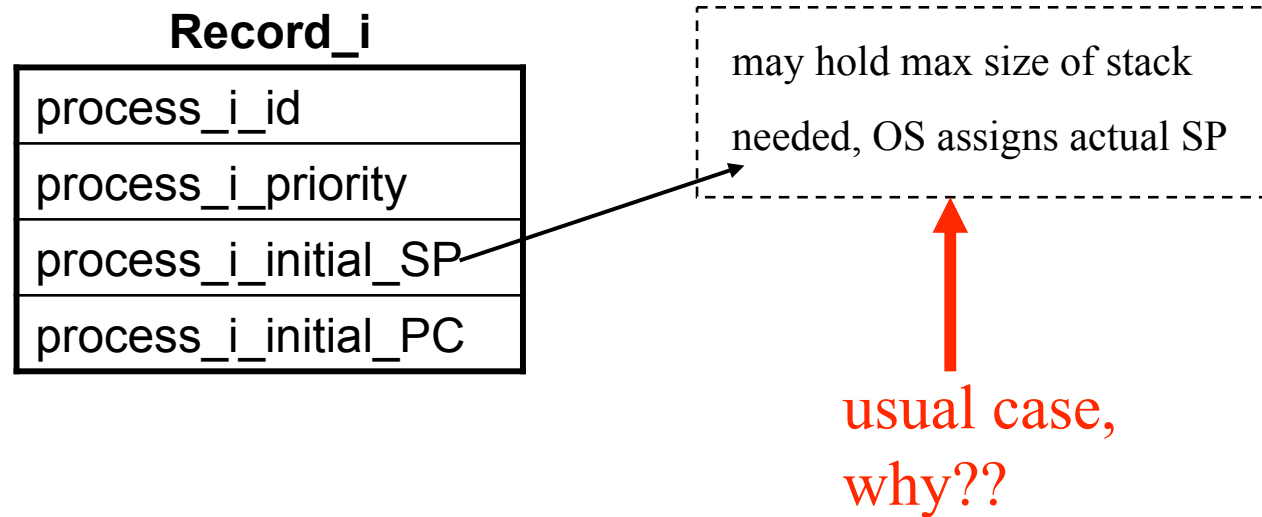 Record_i
process_i_id
process_i_priority
process_i_initial_SP
process_i_initial_PC
may hold max size of stack
needed, OS assigns actual SP
usual case,
why??